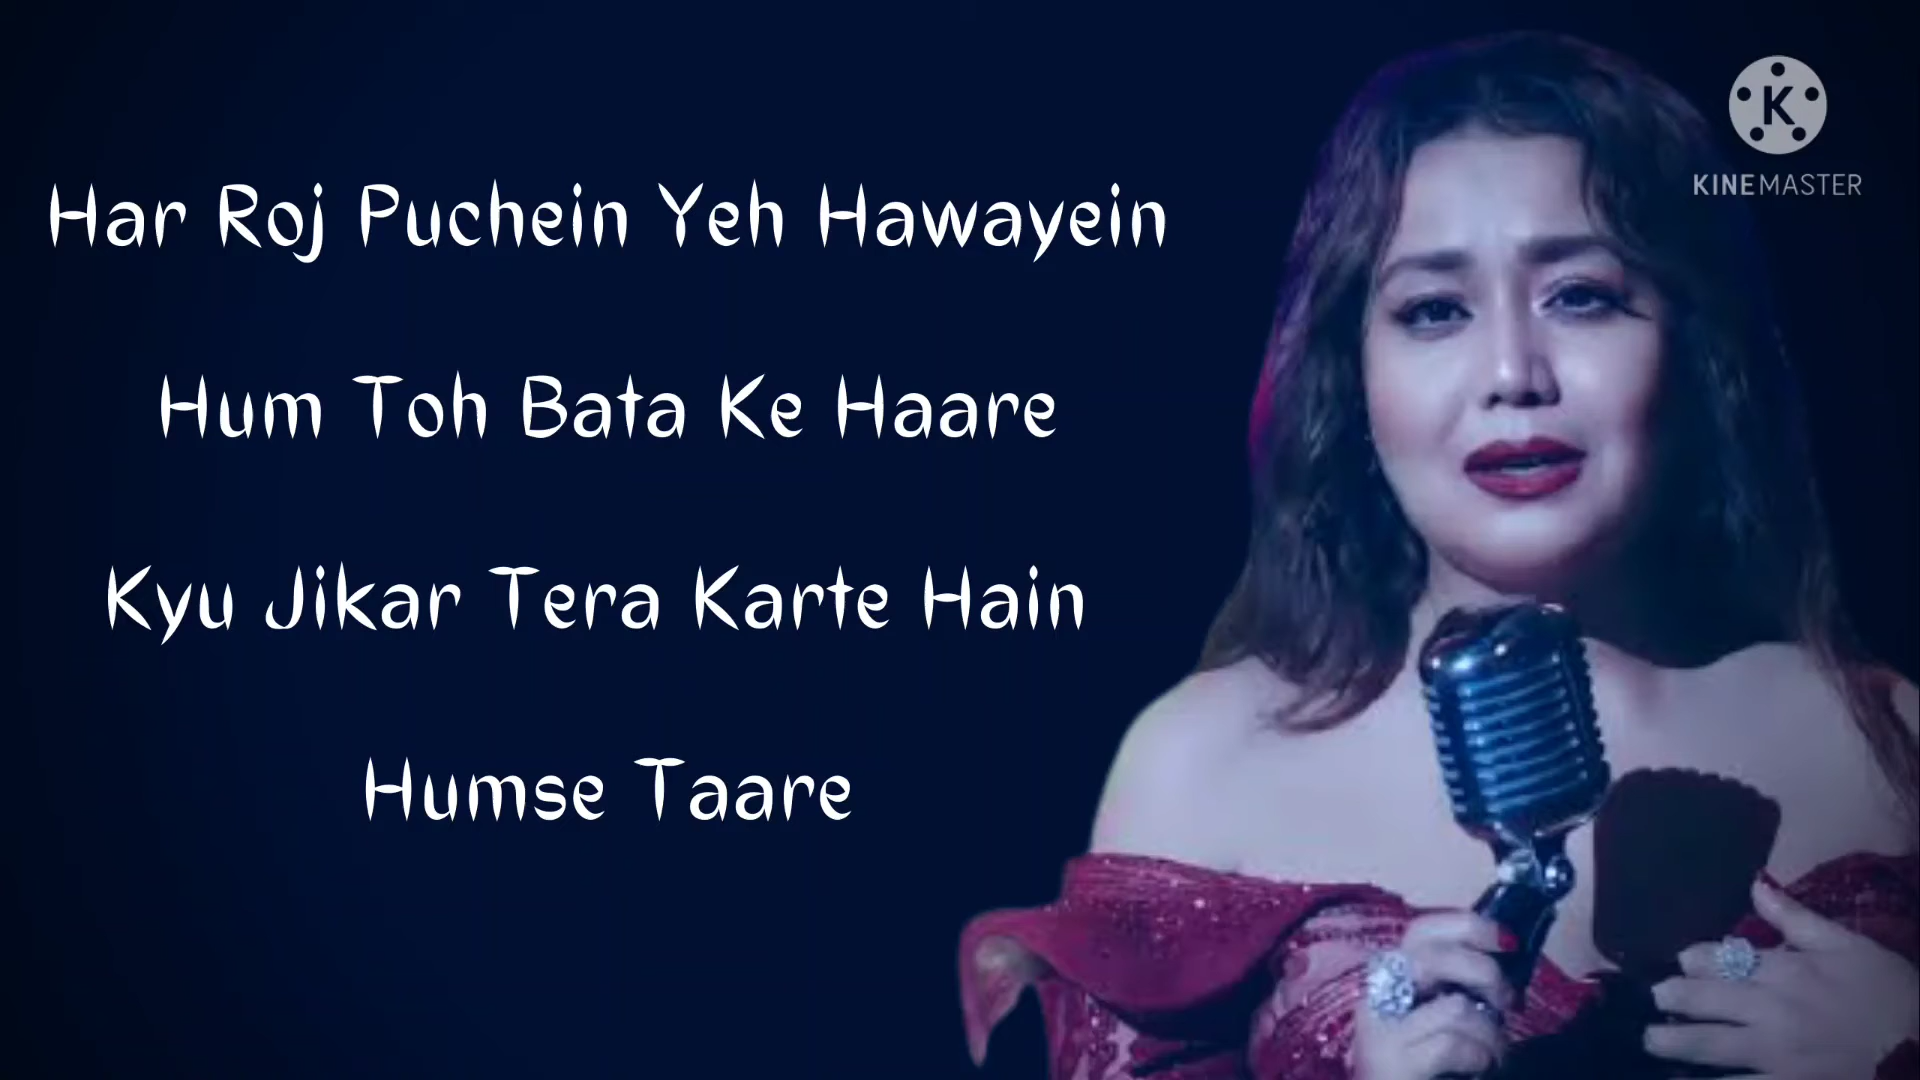 Har Roj Puchein Yeh Hawayein
Hum Toh Bata Ke Haare
Kyu Jikar Tera Karte Hain
Humse Taare
K
KINEMASTER